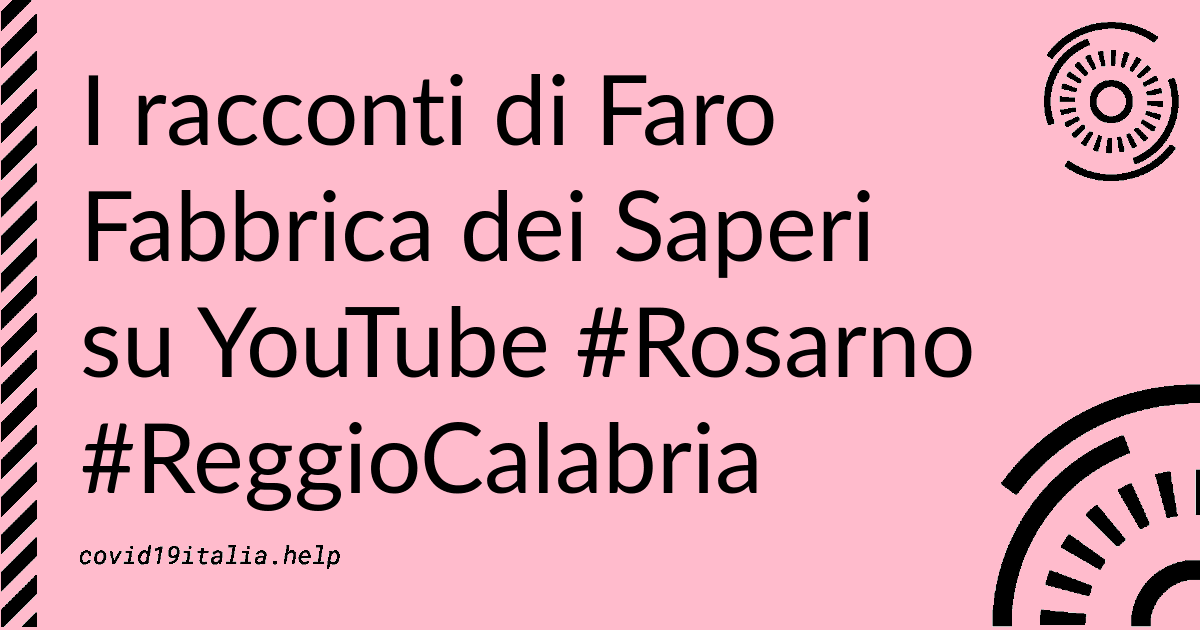 I racconti di Faro
Fabbrica dei Saperi
su YouTube #Rosarno
#ReggioCalabria
covid19italia.help